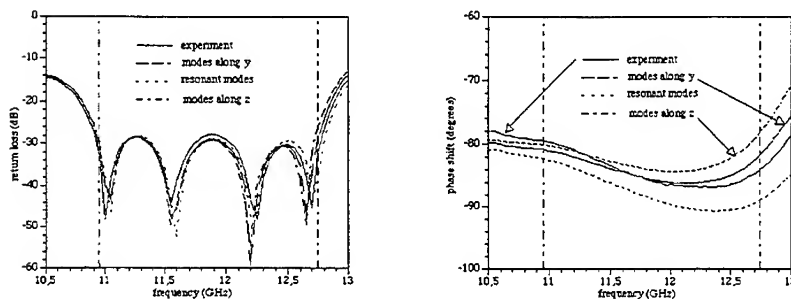 0
-10
-20
-30
-40
-50
-60
return loss (dB)
experiment
modes along y
resonant modes
modes along z
10,5 11 11,5 12 12,5 13
frequency (GHz)
-60
-70
-80
-90
-100
phase shift (degrees)
experiment
modes along y
resonant modes
modes along z
10,5 11 11,5 12 12,5 13
frequency (GHz)